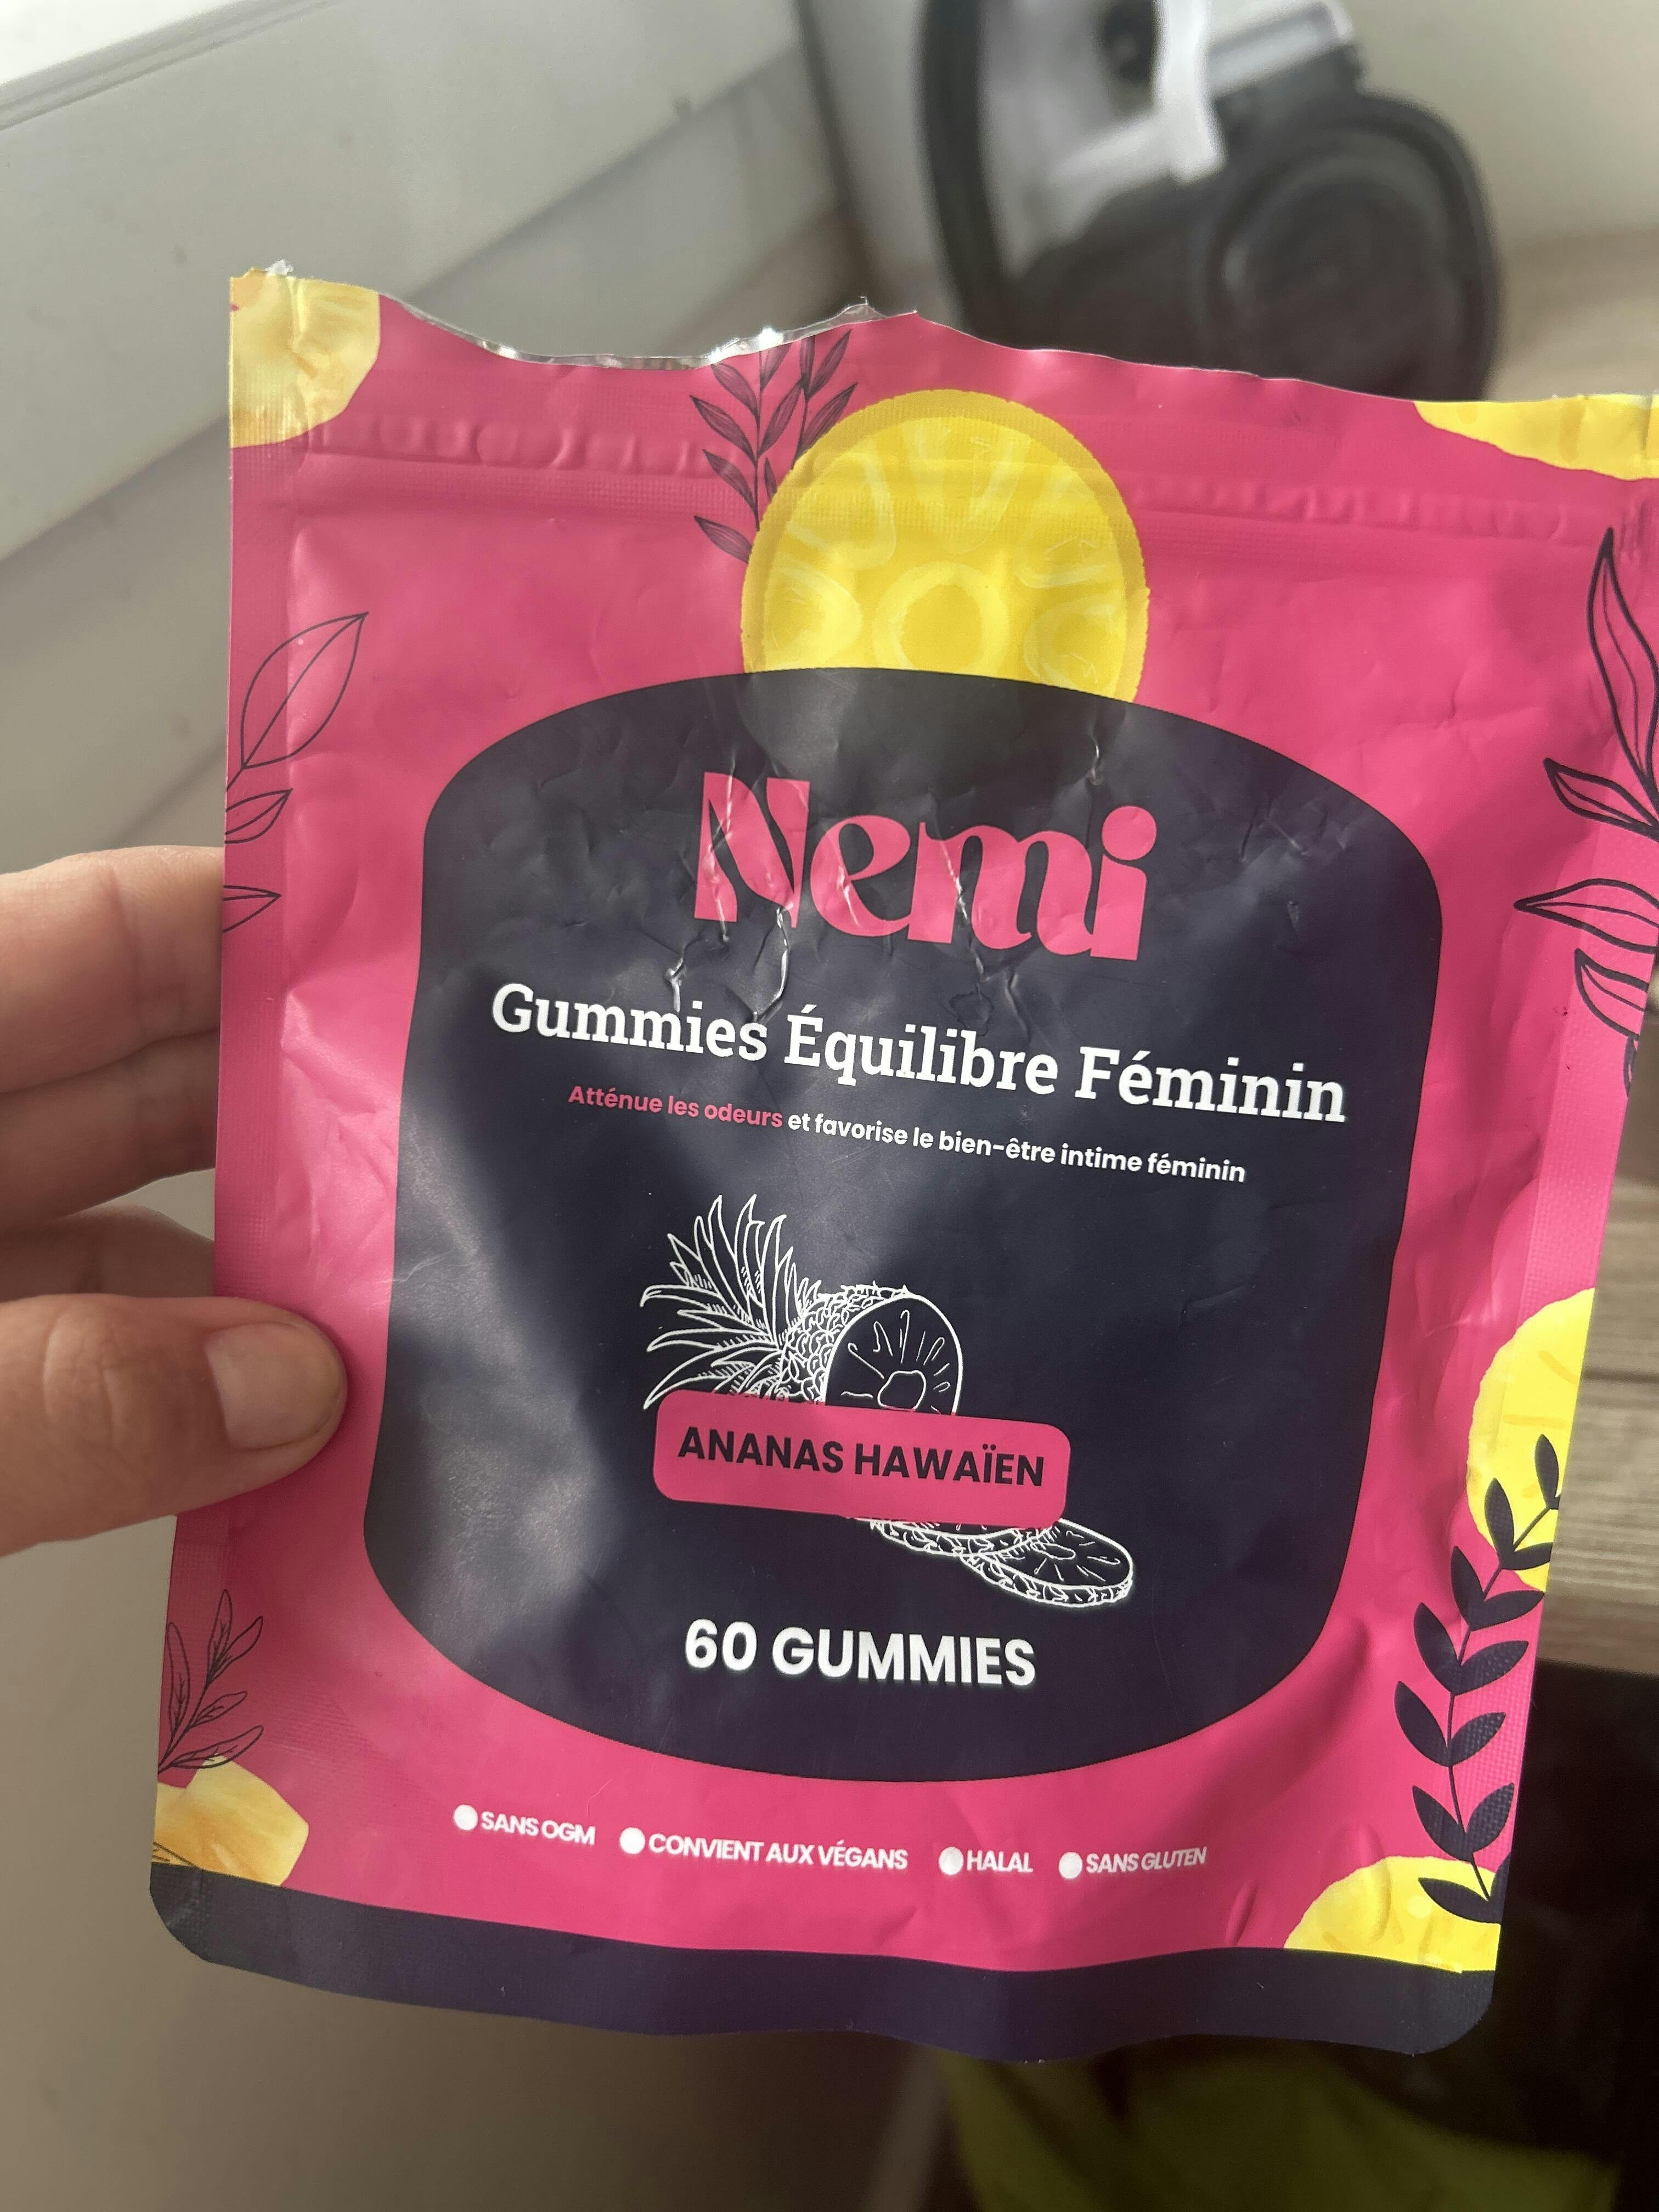 Nemi
Gummies Équilibre Féminin
Atténue les odeurs et favorise le bien-être intime féminin
ANANAS HAWAÏEN
60 GUMMIES
SANS OGM CONVIENT AUX VÉGANS HALAL SANS GLUTEN